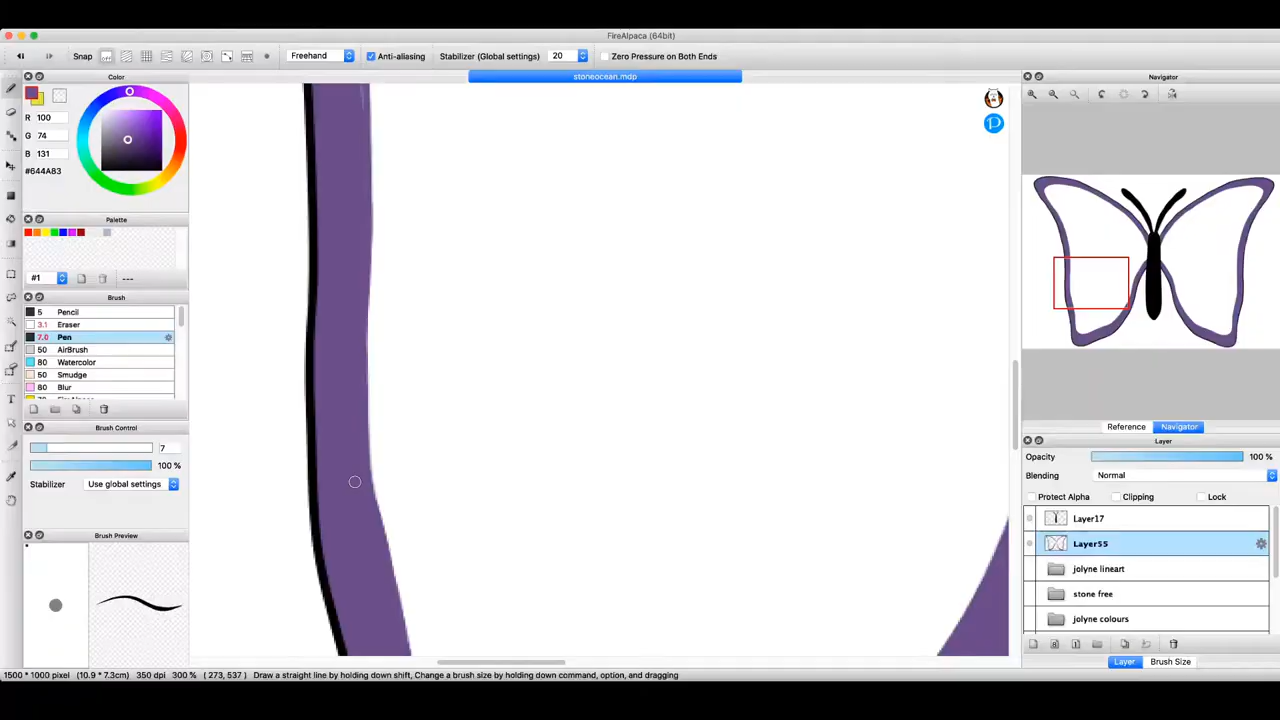 FireAlpaca (64bit)
Snap Freehand Anti-aliasing Stabilizer (Global settings) 20 Zero Pressure on Both Ends
Color
stoneocean.mdp
Navigator
R 100
G 74
B 131
#644A83
Palette
#1 ---
Brush
5 Pencil
3.1 Eraser
7.0 Pen
50 AirBrush
80 Watercolor
50 Smudge
80 Blur
Brush Control
7
100 %
Stabilizer Use global settings
Brush Preview
Reference Navigator
Layer
Opacity 100 %
Blending Normal
Protect Alpha Clipping Lock
Layer17
Layer55
jolyne lineart
stone free
jolyne colours
Layer Brush Size
1500 * 1000 pixel (10.9 * 7.3cm) 350 dpi 300 % ( 273, 537) Draw a straight line by holding down shift, Change a brush size by holding down command, option, and dragging